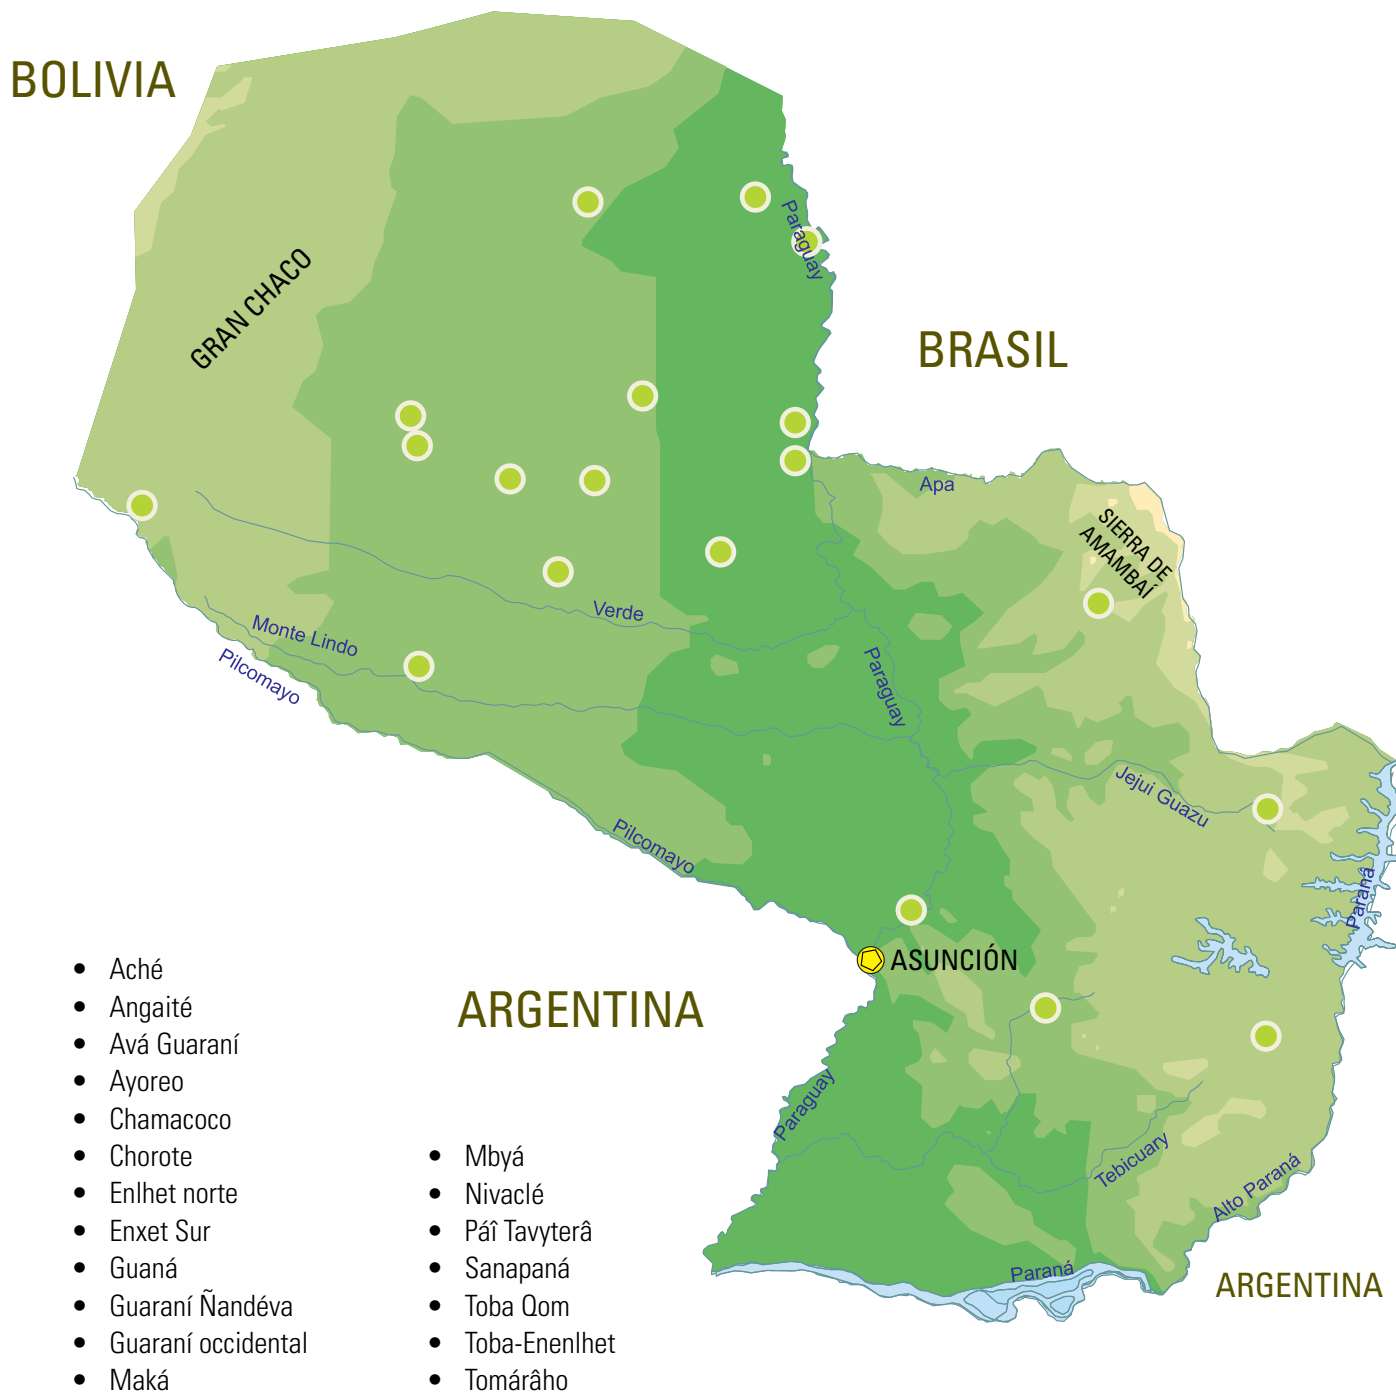 BOLIVIA
Paraguay
GRAN CHACO
BRASIL
Apa
SIERRA DE
AMAMBAÍ
Verde
Monte Lindo
Pilcomayo
Paraguay
Jejui Guazu
Pilcomayo
Paraná
ASUNCIÓN
ARGENTINA
Paraguay
Tebicuary
Alto Paraná
Paraná
ARGENTINA
• Aché
• Angaité
• Avá Guaraní
• Ayoreo
• Chamacoco
• Chorote
• Enlhet norte
• Enxet Sur
• Guaná
• Guaraní Ñandéva
• Guaraní occidental
• Maká
• Mbyá
• Nivaclé
• Páî Tavyterâ
• Sanapaná
• Toba Qom
• Toba-Enenlhet
• Tomárâho